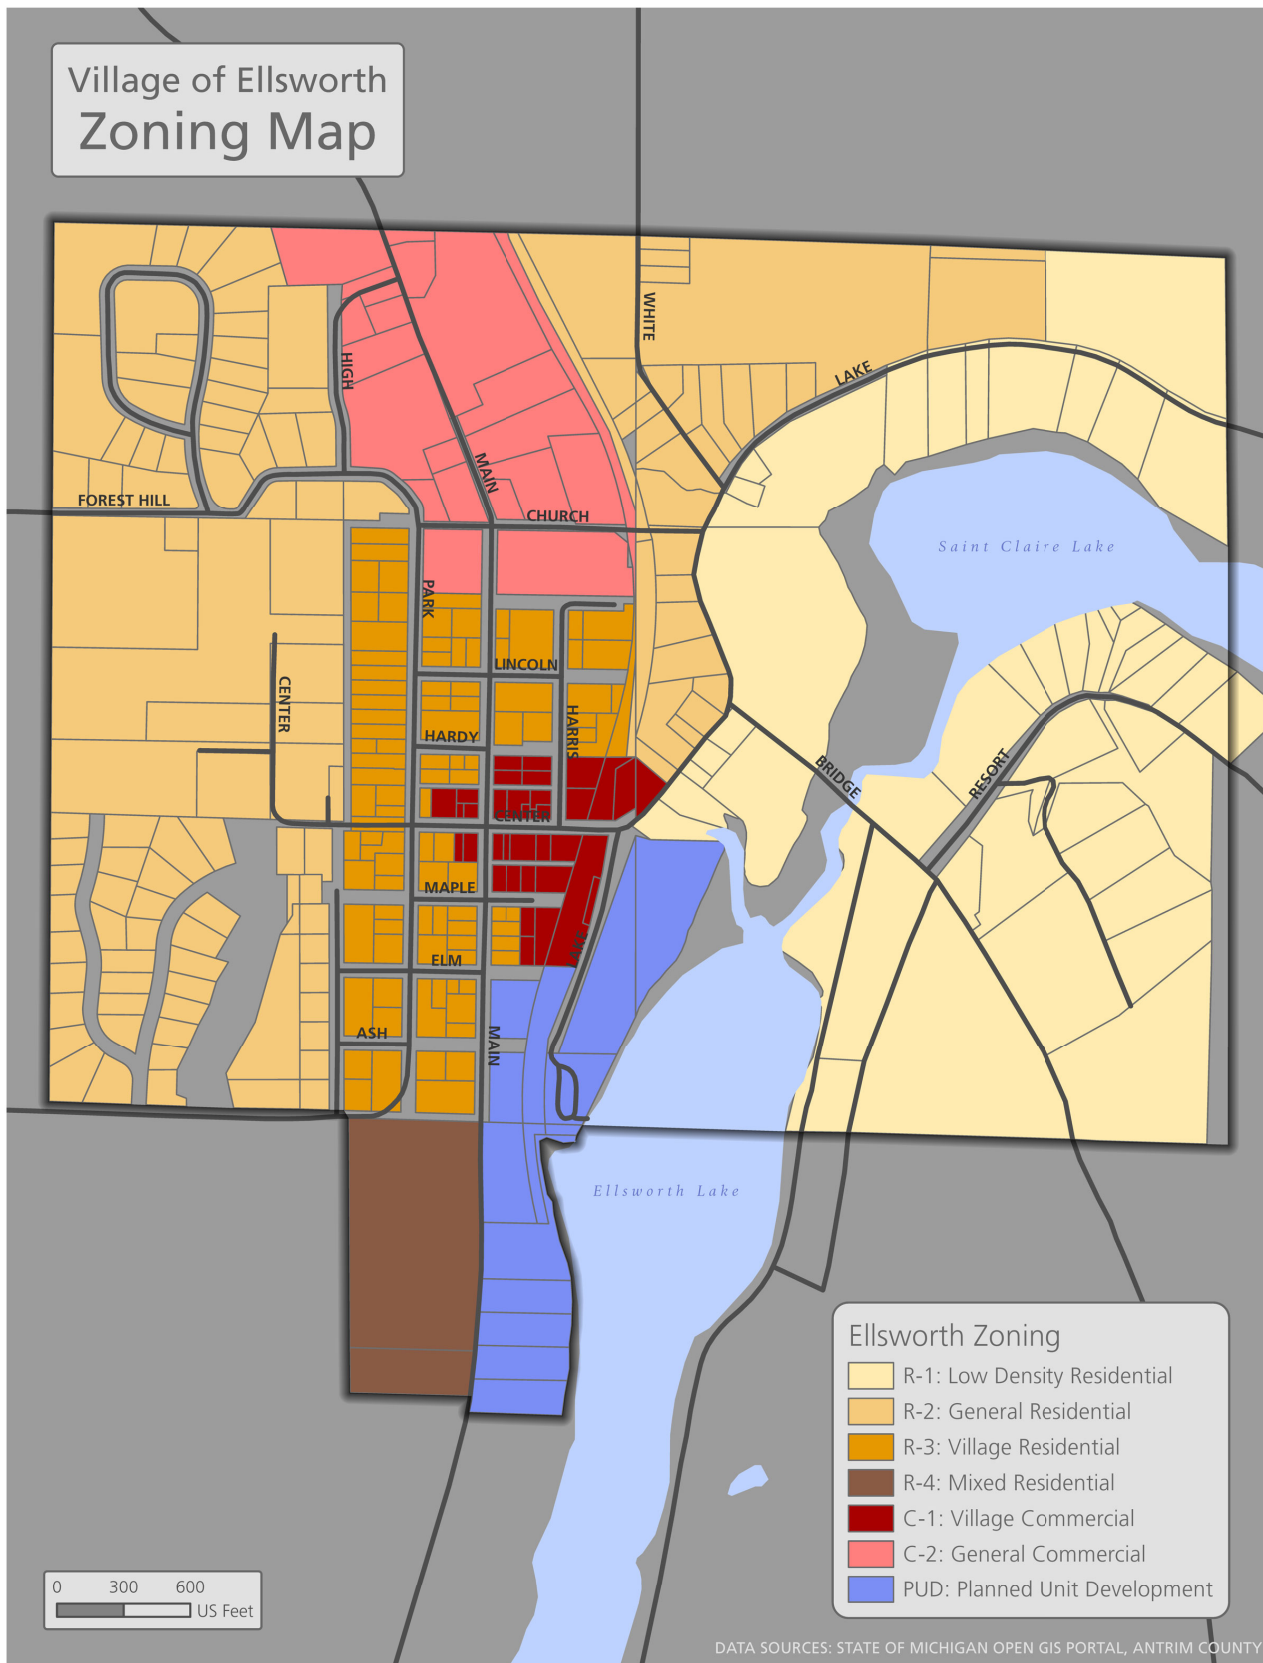 Village of Ellsworth
Zoning Map
WHITE
HIGH
LAKE
MAIN
FOREST HILL
CHURCH
Saint Claire Lake
PARK
LINCOLN
CENTER
HARRIS
HARDY
BRIDGE
RESORT
CENTER
MAPLE
LAKE
ELM
ASH
MAIN
Ellsworth Lake
Ellsworth Zoning
R-1: Low Density Residential
R-2: General Residential
R-3: Village Residential
R-4: Mixed Residential
C-1: Village Commercial
C-2: General Commercial
PUD: Planned Unit Development
0 300 600
US Feet
DATA SOURCES: STATE OF MICHIGAN OPEN GIS PORTAL, ANTRIM COUNTY